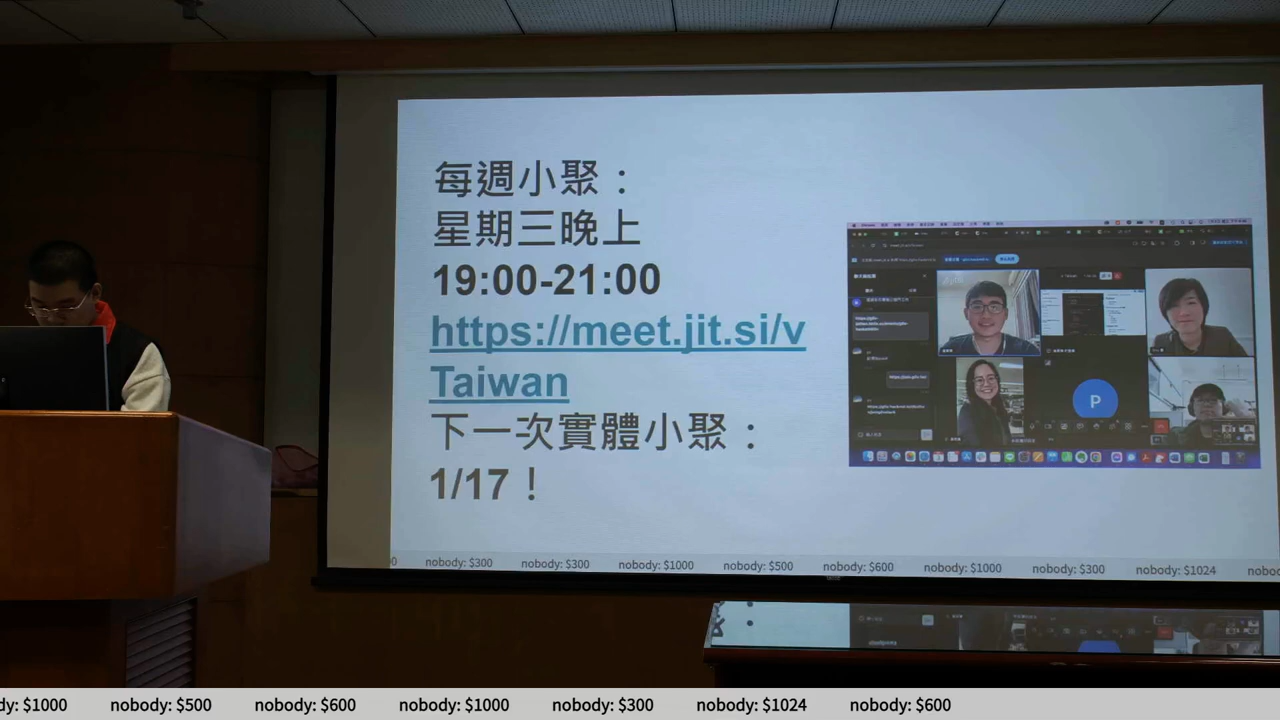 每週小聚：
星期三晚上
19:00-21:00
https://meet.jit.si/v
Taiwan
下一次實體小聚：
1/17！
P
0 nobody: $300 nobody: $300 nobody: $1000 nobody: $500 nobody: $600 nobody: $1000 nobody: $300 nobody: $1024 nobo
dy: $1000 nobody: $500 nobody: $600 nobody: $1000 nobody: $300 nobody: $1024 nobody: $600